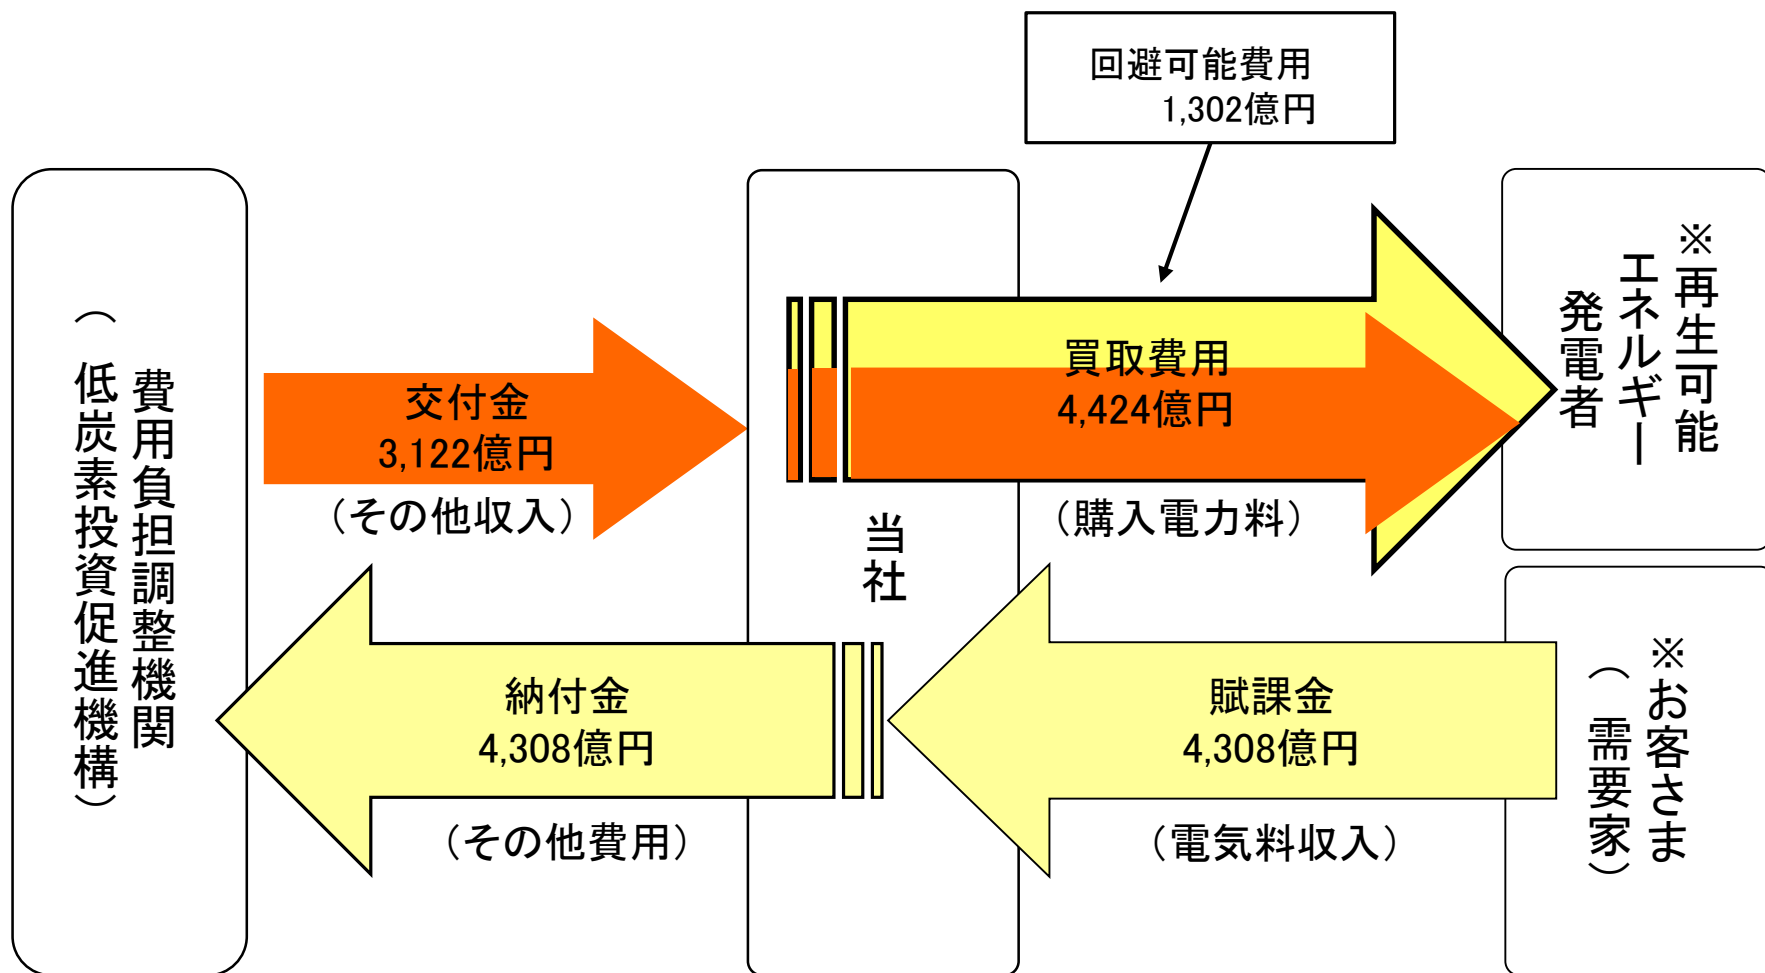 回避可能費用
1,302億円
費用負担調整機関
（低炭素投資促進機構）
交付金
3,122億円
（その他収入）
当社
買取費用
4,424億円
（購入電力料）
※再生可能
エネルギー
発電者
納付金
4,308億円
（その他費用）
賦課金
4,308億円
（電気料収入）
※お客さま
（需要家）